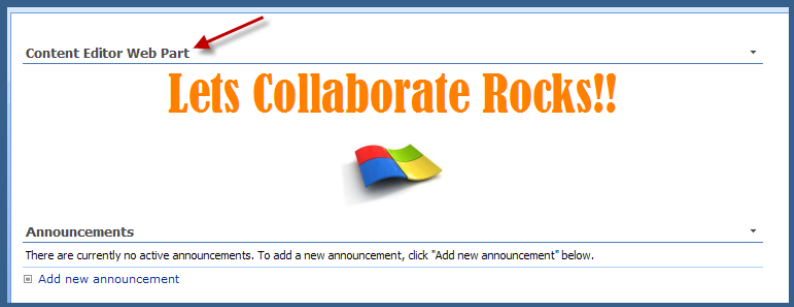 Content Editor Web Part
Lets Collaborate Rocks!!
Announcements
There are currently no active announcements. To add a new announcement, click "Add new announcement" below.
Add new announcement